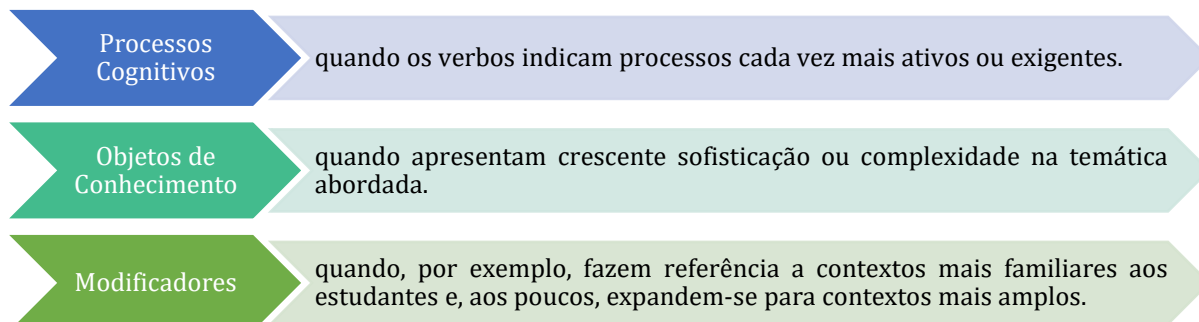 Processos
Cognitivos
quando os verbos indicam processos cada vez mais ativos ou exigentes.
Objetos de
Conhecimento
quando apresentam crescente sofisticação ou complexidade na temática
abordada.
Modificadores
quando, por exemplo, fazem referência a contextos mais familiares aos
estudantes e, aos poucos, expandem-se para contextos mais amplos.